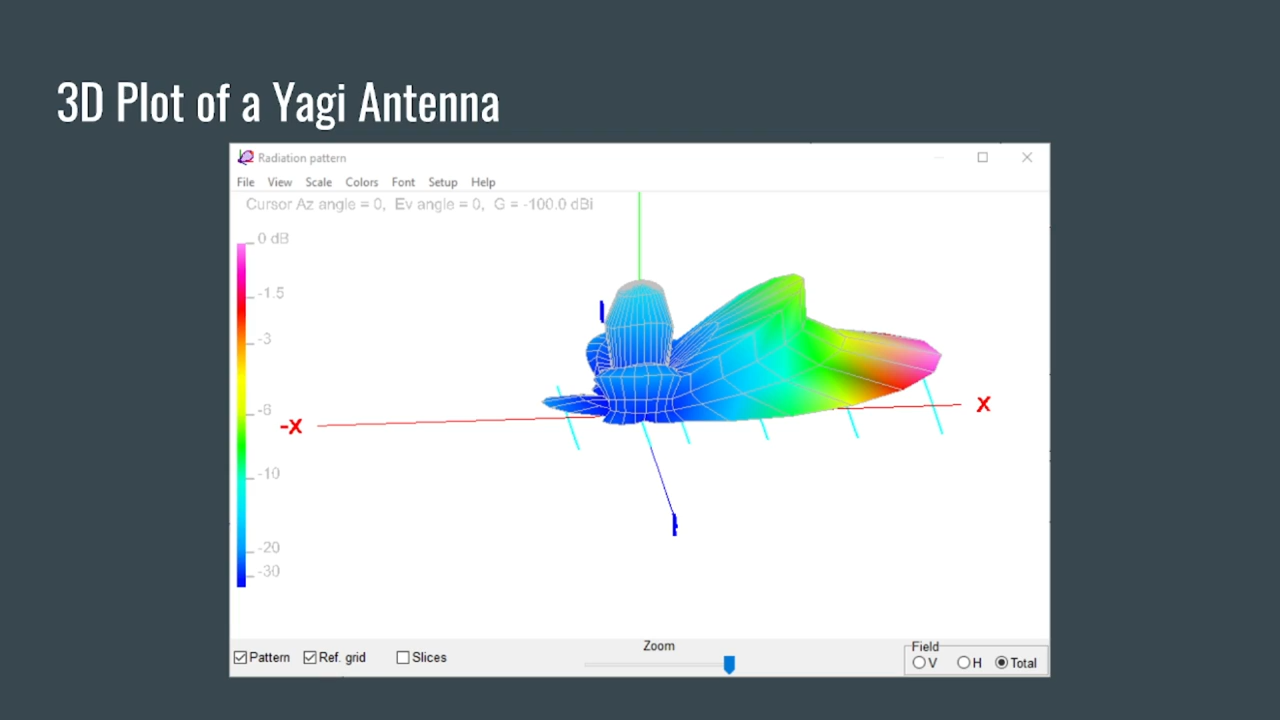 3D Plot of a Yagi Antenna
Radiation pattern
File View Scale Colors Font Setup Help
Cursor Az angle = 0, Ev angle = 0, G = -100.0 dBi
0 dB
-1.5
-3
-6
-10
-20
-30
-X
X
Zoom
Pattern Ref. grid Slices
Field
V H Total